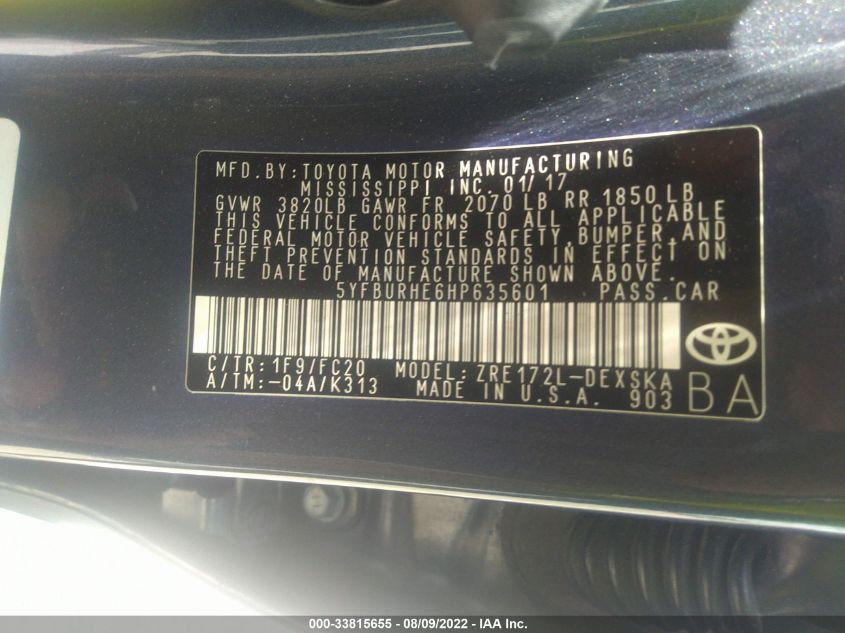 MFD.BY: TOYOTA MOTOR MANUFACTURING
MISSISSIPPI INC. 01/17
GVWR 3820LB GAWR FR 2070 LB RR 1850 LB
THIS VEHICLE CONFORMS TO ALL APPLICABLE
FEDERAL MOTOR VEHICLE SAFETY, BUMPER, AND
THEFT PREVENTION STANDARDS IN EFFECT ON
THE DATE OF MANUFACTURE SHOWN ABOVE.
5YFBURHE6HP635601 PASS.CAR
C/TR: 1F9/FC20 MODEL: ZRE172L-DEXSKA
A/TM: -04A/K313 MADE IN U.S.A. 903
BA
000-33815655 - 08/09/2022 - IAAI.com